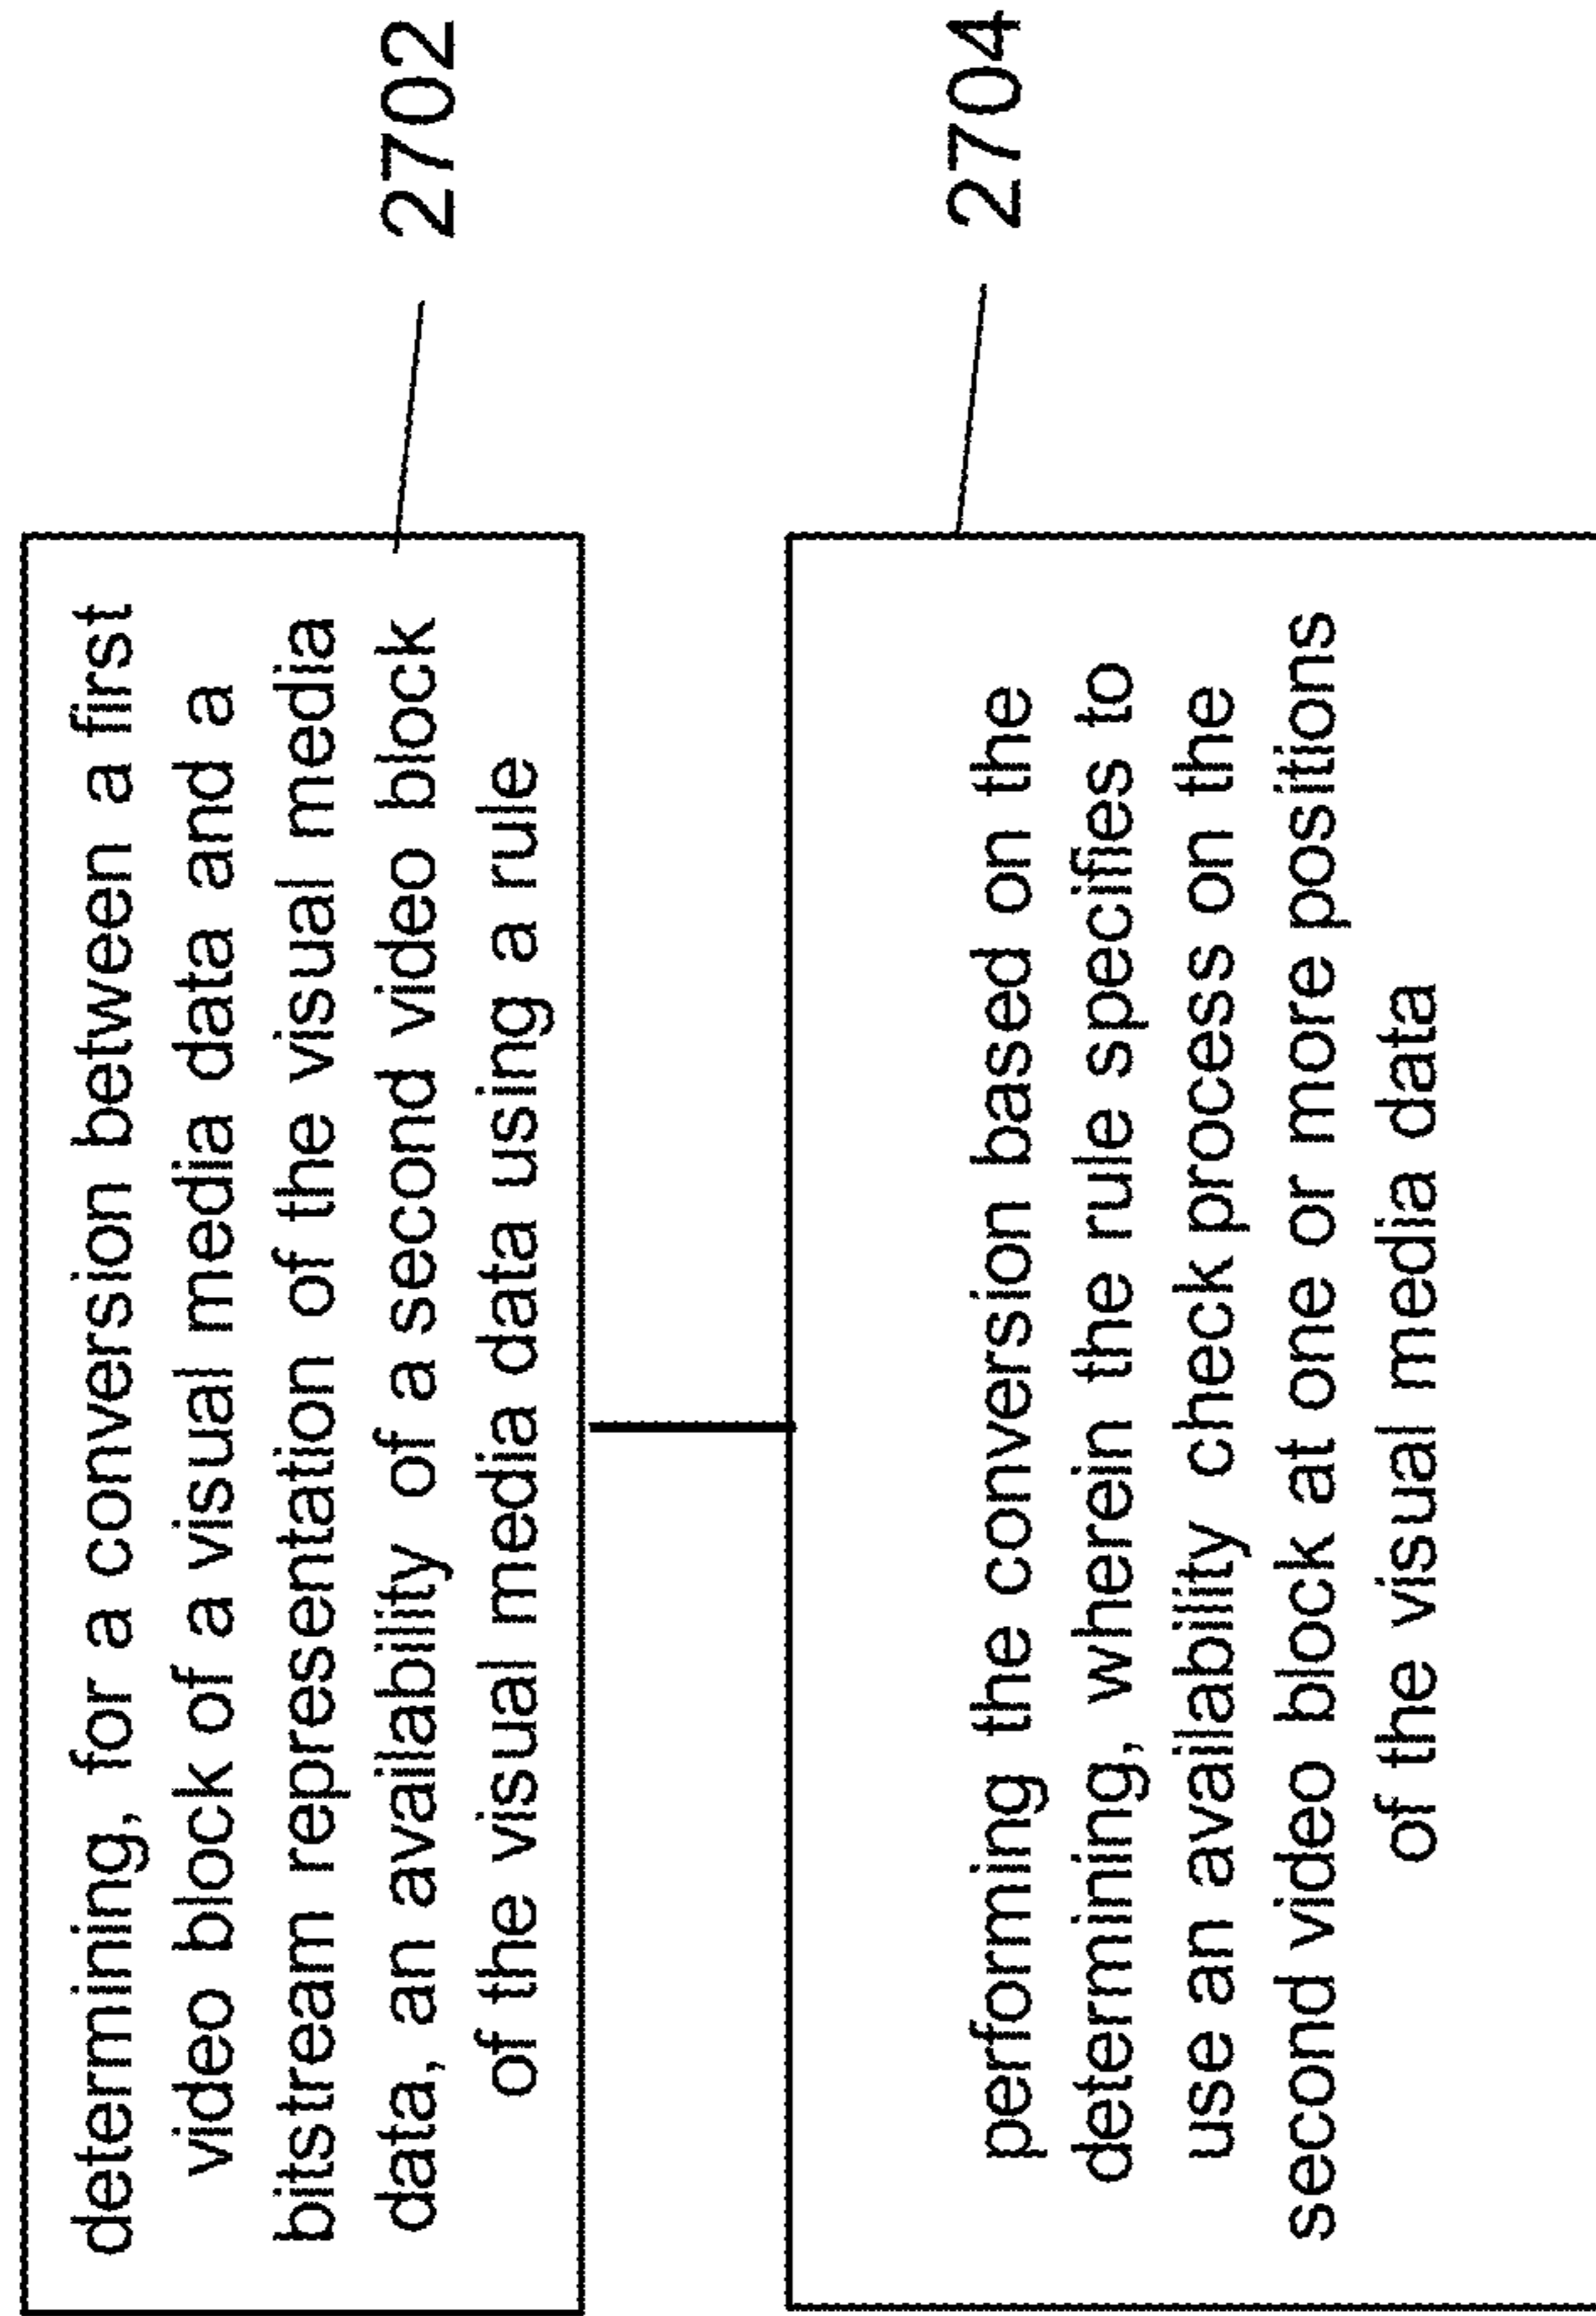 determining, for a conversion between a first
video block of a visual media data and a
bitstream representation of the visual media
data, an availability of a second video block
of the visual media data using a rule
2702
performing the conversion based on the
determining, wherein the rule specifies to
use an availability check process on the
second video block at one or more positions
of the visual media data
2704